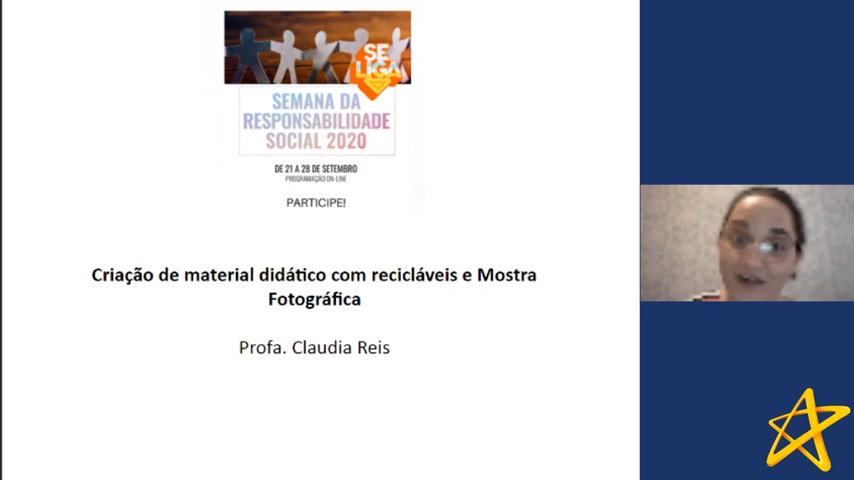 SE
LIGA
SEMANA DA
RESPONSABILIDADE
SOCIAL 2020
DE 21 A 28 DE SETEMBRO
PROGRAMAÇÃO ON-LINE
PARTICIPE!
Criação de material didático com recicláveis e Mostra
Fotográfica
Profa. Claudia Reis